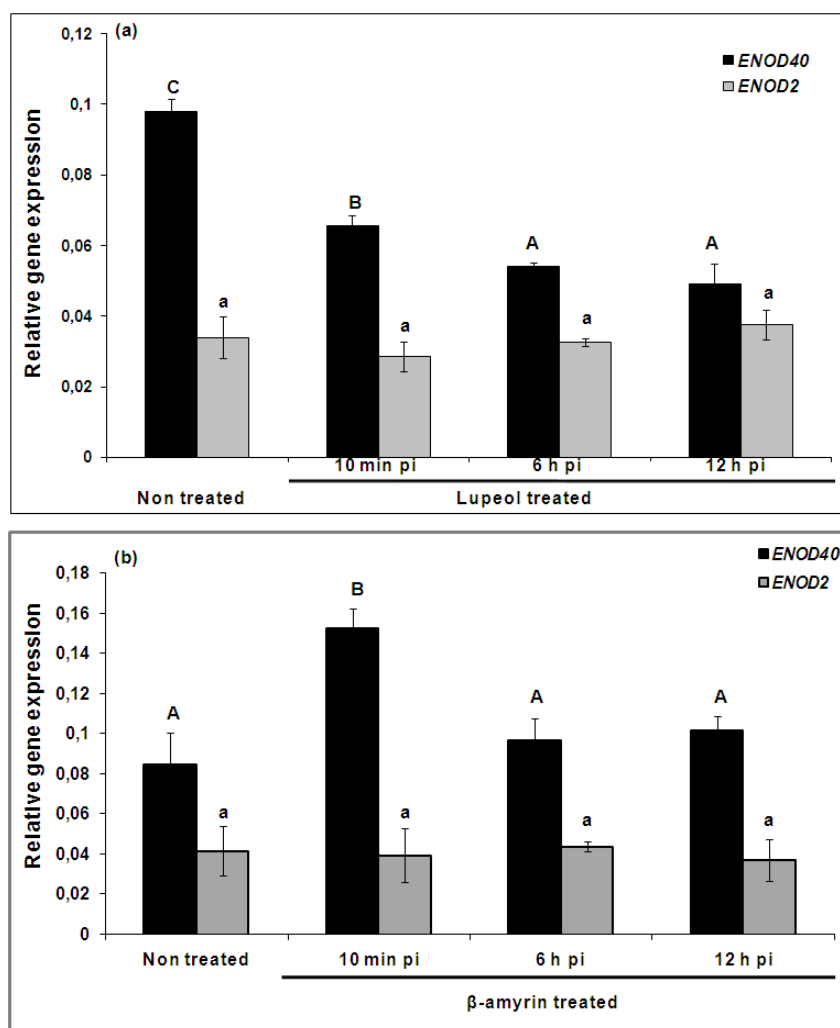 (a)
ENOD40
ENOD2
Relative gene expression
0,12
0,1
0,08
0,06
0,04
0,02
0
C
a
B
a
A
a
A
a
10 min pi 6 h pi 12 h pi
Non treated Lupeol treated
(b)
ENOD40
ENOD2
Relative gene expression
0,18
0,16
0,14
0,12
0,1
0,08
0,06
0,04
0,02
0
A
a
B
a
A
a
A
a
Non treated 10 min pi 6 h pi 12 h pi
β-amyrin treated